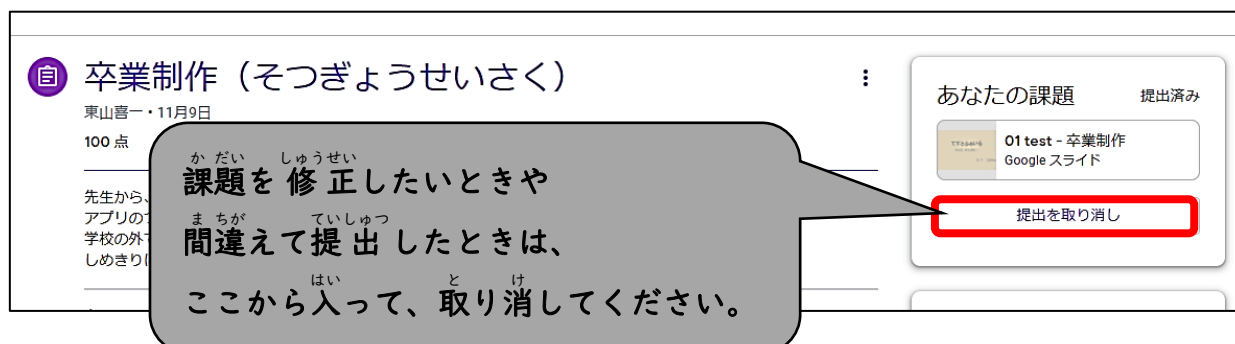 卒業制作（そつぎょうせいさく）
東山喜一・11月9日
100 点
先生から、
アプリの
学校の外で
しめきりに
か だい しゅうせい
課題を修正したいときや
ま ちが ていしゅつ
間違えて提出したときは、
はい と け
ここから入って、取り消してください。
あなたの課題 提出済み
01 test - 卒業制作
Google スライド
提出を取り消し